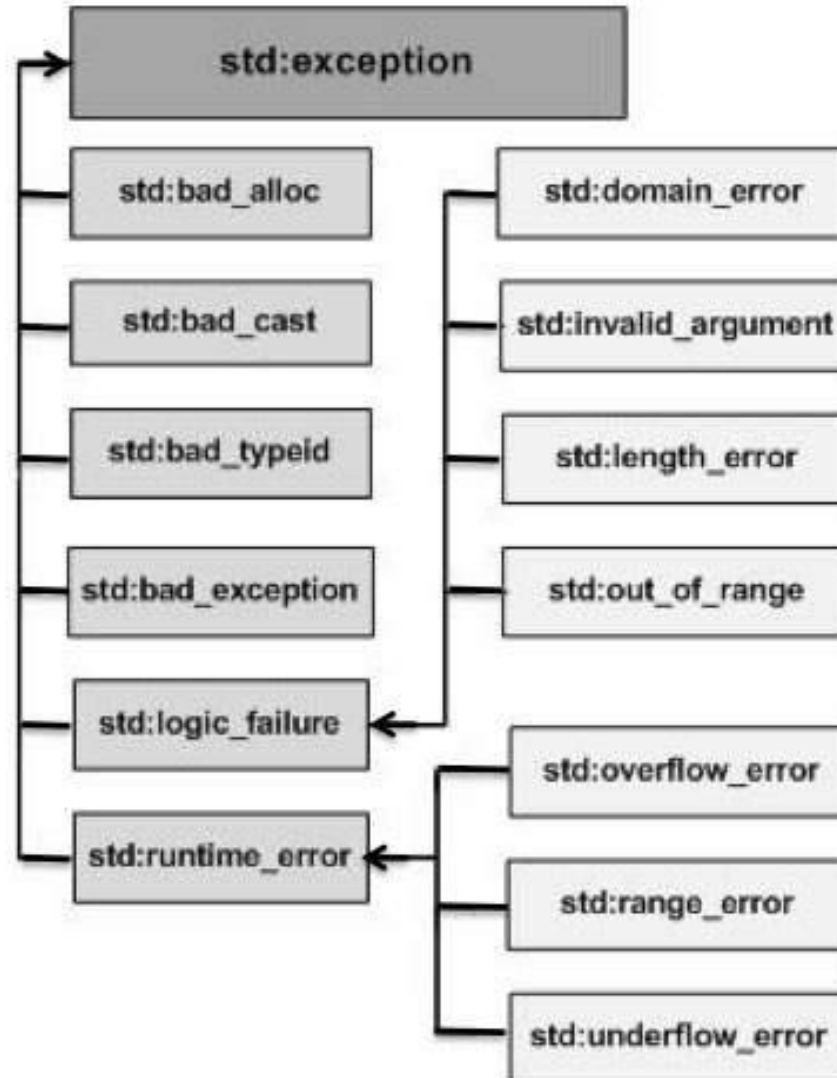 std:exception
std:bad_alloc
std:bad_cast
std:bad_typeid
std:bad_exception
std:logic_failure
std:runtime_error
std:domain_error
std:invalid_argument
std:length_error
std:out_of_range
std:overflow_error
std:range_error
std:underflow_error